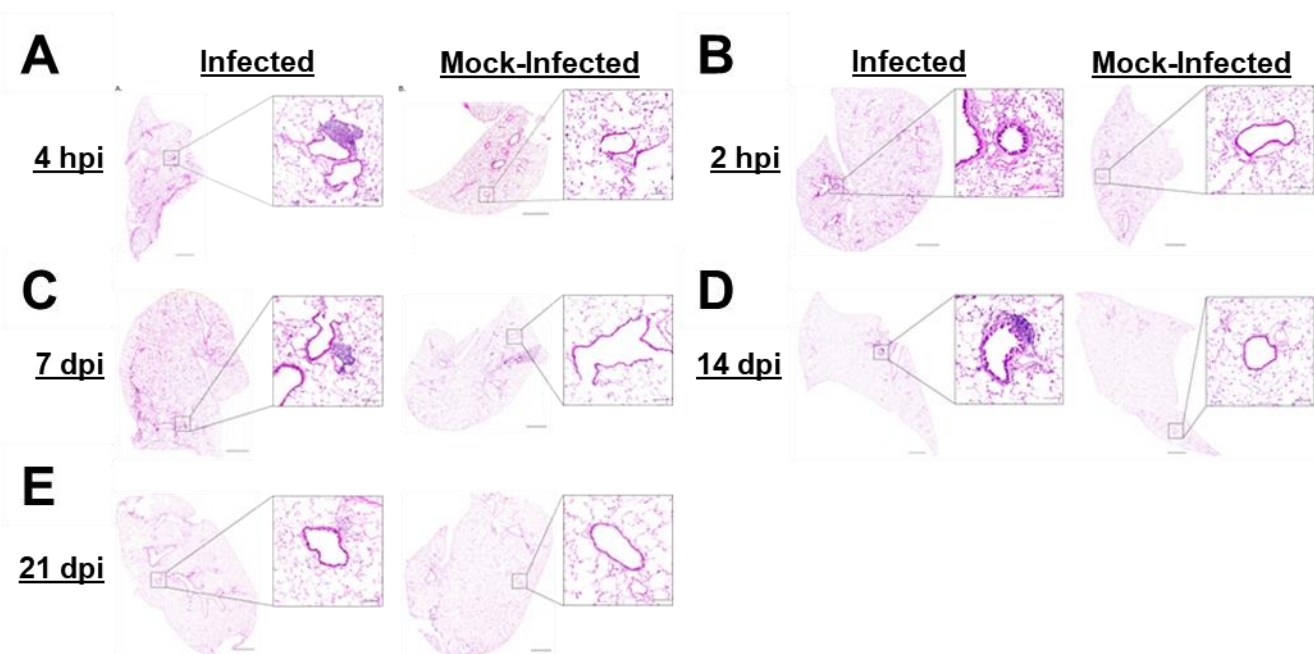 A
Infected
Mock-Infected
A.
B.
4 hpi
B
Infected
Mock-Infected
2 hpi
C
7 dpi
D
14 dpi
E
21 dpi